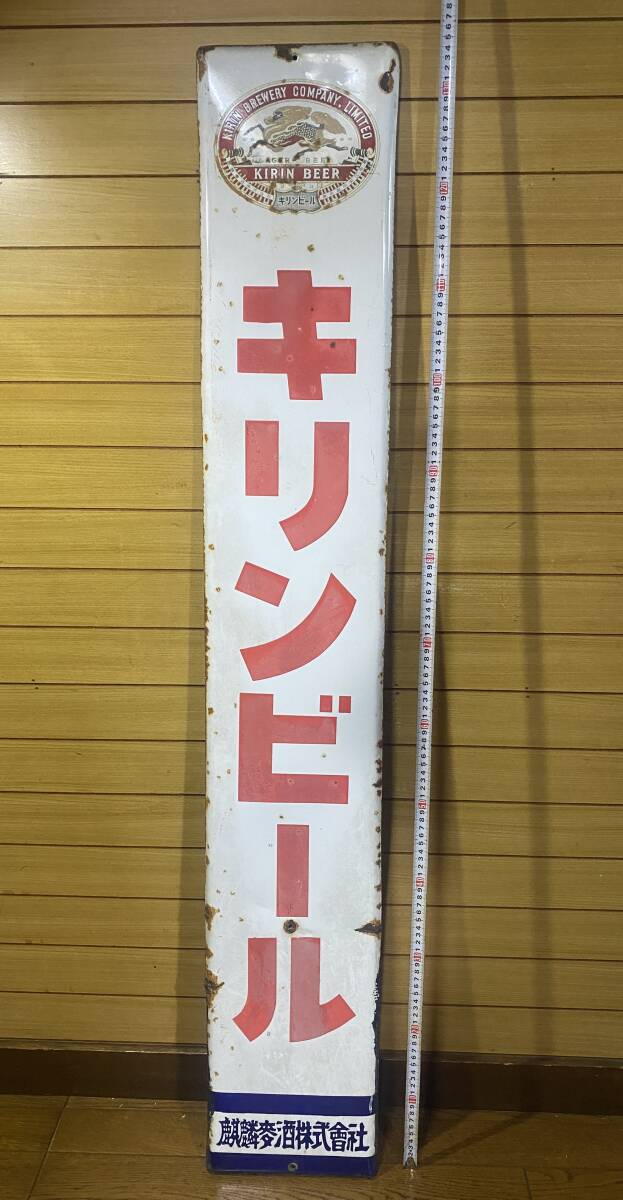 KIRIN BREWERY COMPANY, LIMITED
LAGER BEER
KIRIN BEER
キリンビール
キリンビール
麒麟麥酒株式會社